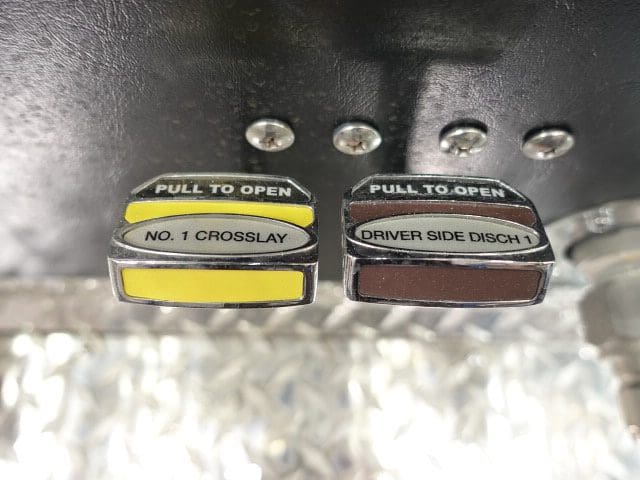 PULL TO OPEN
NO. 1 CROSSLAY
PULL TO OPEN
DRIVER SIDE DISCH 1